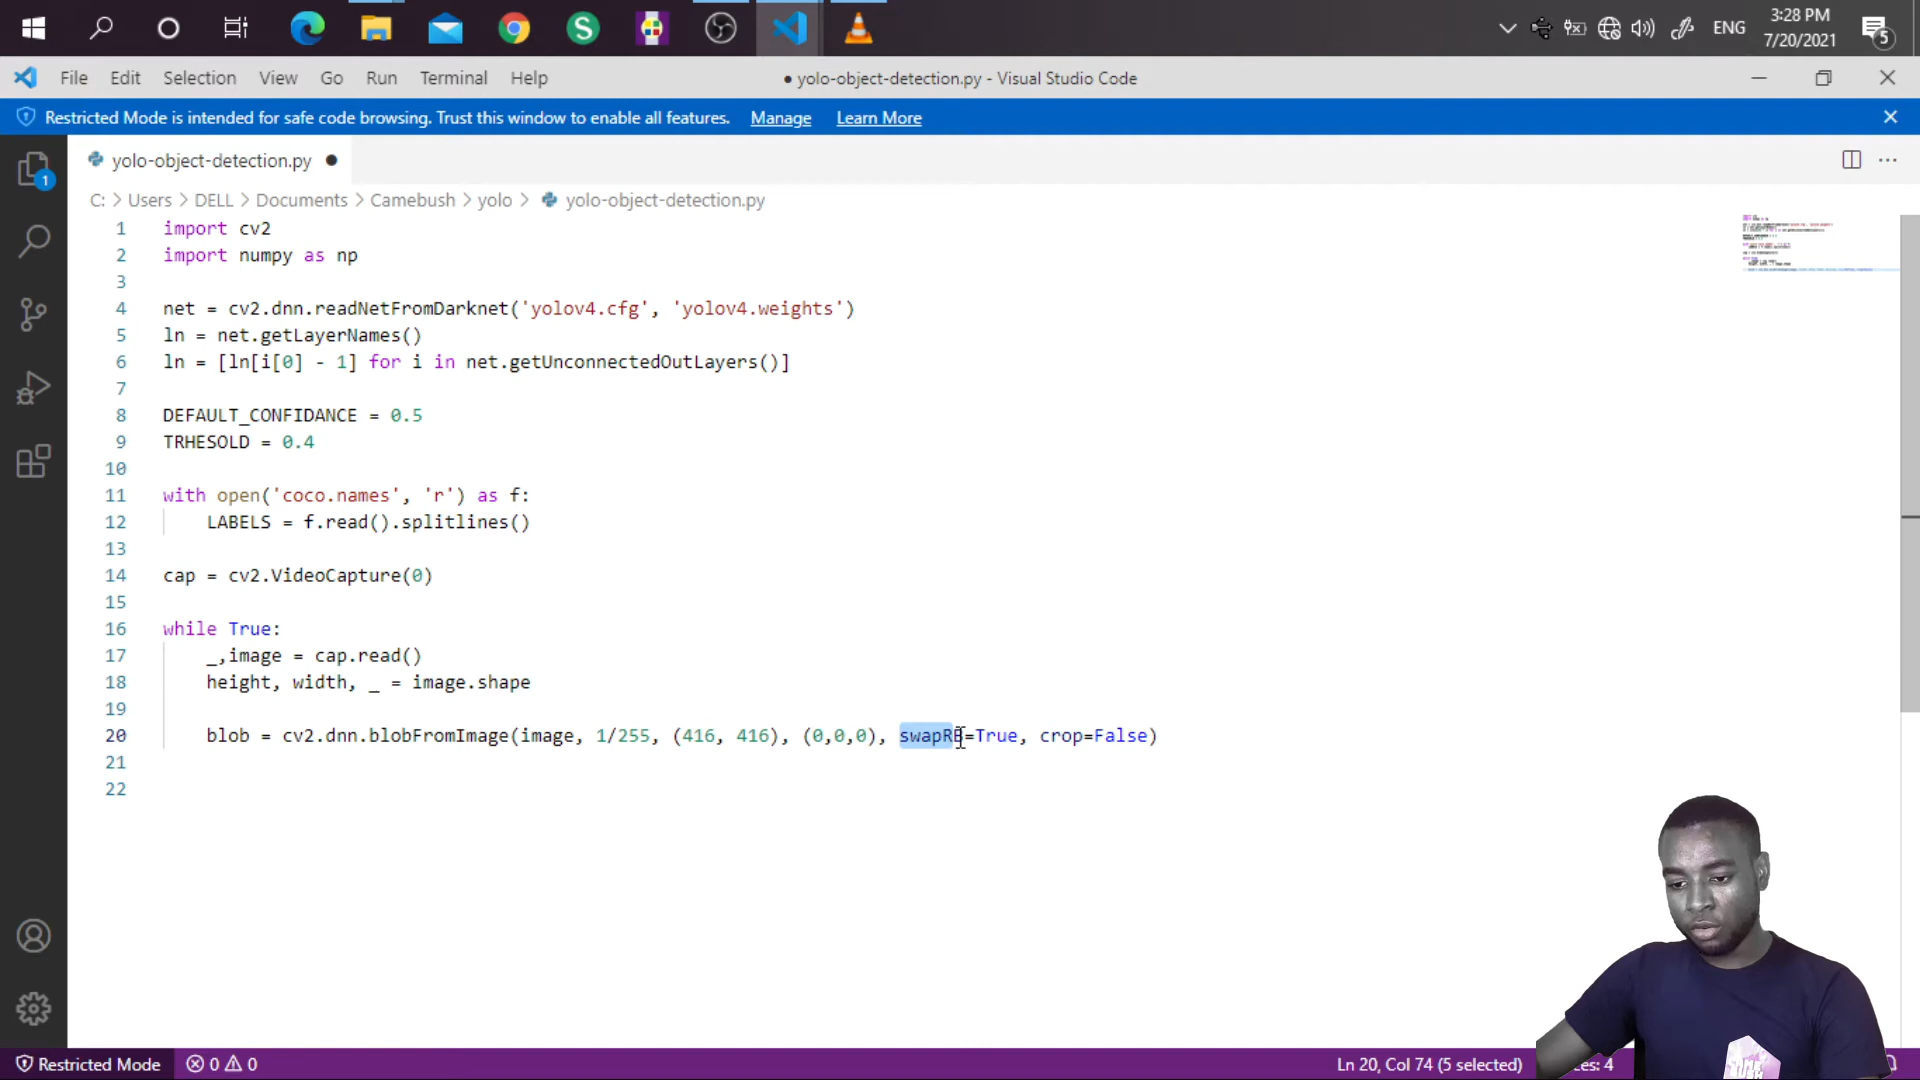 3:28 PM
ENG
7/20/2021
5
File Edit Selection View Go Run Terminal Help
● yolo-object-detection.py - Visual Studio Code
Restricted Mode is intended for safe code browsing. Trust this window to enable all features. Manage Learn More
yolo-object-detection.py ●
1
C: > Users > DELL > Documents > Camebush > yolo > yolo-object-detection.py
1 import cv2
2 import numpy as np
3
4 net = cv2.dnn.readNetFromDarknet('yolov4.cfg', 'yolov4.weights')
5 ln = net.getLayerNames()
6 ln = [ln[i[0] - 1] for i in net.getUnconnectedOutLayers()]
7
8 DEFAULT_CONFIDANCE = 0.5
9 TRHESOLD = 0.4
10
11 with open('coco.names', 'r') as f:
12 LABELS = f.read().splitlines()
13
14 cap = cv2.VideoCapture(0)
15
16 while True:
17 _,image = cap.read()
18 height, width, _ = image.shape
19
20 blob = cv2.dnn.blobFromImage(image, 1/255, (416, 416), (0,0,0), swapRB=True, crop=False)
21
22
Restricted Mode 0 0 Ln 20, Col 74 (5 selected) 4